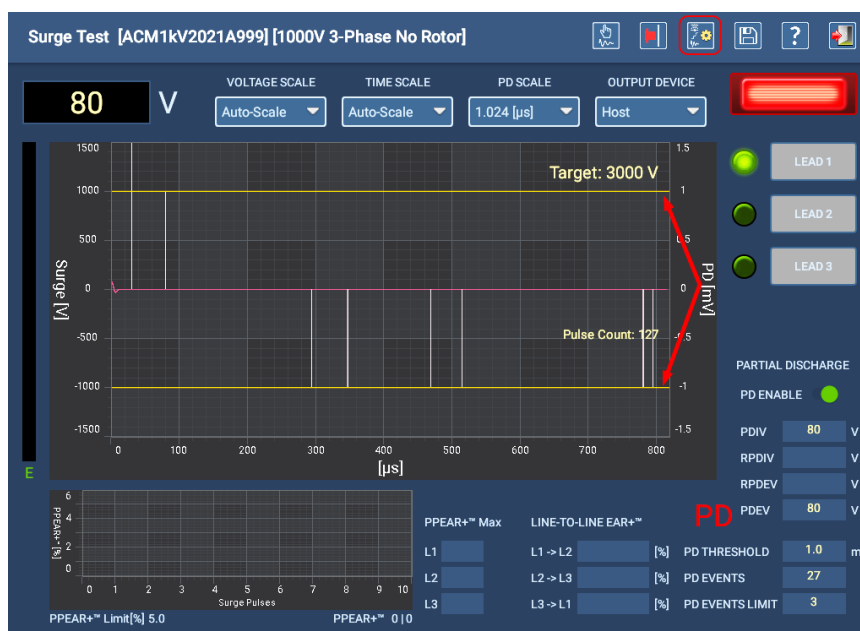 Surge Test [ACM1kV2021A999] [1000V 3-Phase No Rotor]
?
80 V
VOLTAGE SCALE TIME SCALE PD SCALE OUTPUT DEVICE
Auto-Scale Auto-Scale 1.024 [µs] Host
1500 1.5
Target: 3000 V
LEAD 1
1000 1
LEAD 2
500 0.5
LEAD 3
0 0
Surge [V]
PD [mV]
Pulse Count: 127
-500 -0.5
-1000 -1
-1500 -1.5
0 100 200 300 400 500 600 700 800
[µs]
E
PARTIAL DISCHARGE
PD ENABLE
PDIV 80 V
RPDIV V
RPDEV V
PD
PDEV 80 V
6
4
2
0
PPEAR+™ [%]
0 1 2 3 4 5 6 7 8 9 10
Surge Pulses
PPEAR+™ Limit[%] 5.0 PPEAR+™ 0|0
PPEAR+™ Max LINE-TO-LINE EAR+™
L1 L1 -> L2 [%] PD THRESHOLD 1.0 m
L2 L2 -> L3 [%] PD EVENTS 27
L3 L3 -> L1 [%] PD EVENTS LIMIT 3